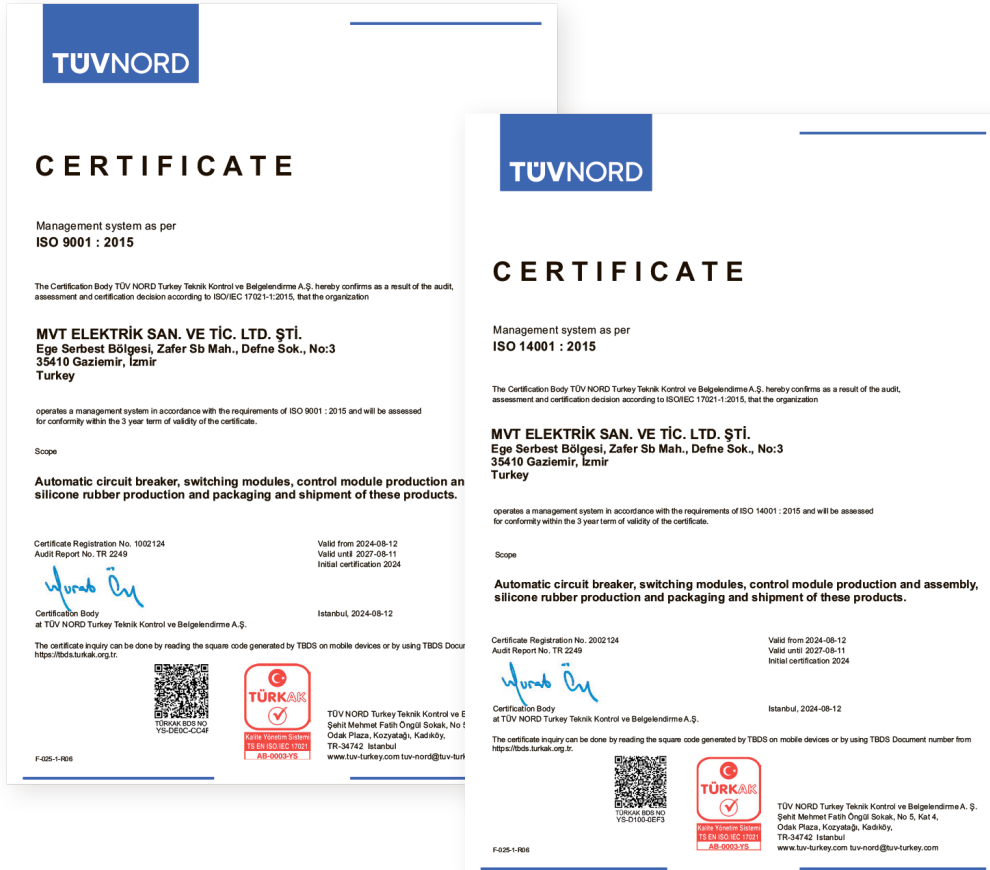 TÜVNORD
CERTIFICATE
Management system as per
ISO 9001 : 2015
The Certification Body TÜV NORD Turkey Teknik Kontrol ve Belgelendirme A.Ş. hereby confirms as a result of the audit,
assessment and certification decision according to ISO/IEC 17021-1:2015, that the organization
MVT ELEKTRİK SAN. VE TİC. LTD. ŞTİ.
Ege Serbest Bölgesi, Zafer Sb Mah., Defne Sok., No:3
35410 Gaziemir, İzmir
Turkey
operates a management system in accordance with the requirements of ISO 9001 : 2015 and will be assessed
for conformity within the 3 year term of validity of the certificate.
Scope
Automatic circuit breaker, switching modules, control module production an
silicone rubber production and packaging and shipment of these products.
Certificate Registration No. 1002124
Audit Report No. TR 2249
Valid from 2024-08-12
Valid until 2027-08-11
Initial certification 2024
Certification Body
at TÜV NORD Turkey Teknik Kontrol ve Belgelendirme A.Ş.
Istanbul, 2024-08-12
The certificate inquiry can be done by reading the square code generated by TBDS on mobile devices or by using TBDS Docur
https://tbds.turkak.org.tr.
TÜRKAK BDS NO
YS-DE0C-CC4F
TÜRKAK
Kalite Yönetim Sistemi
TS EN ISO/IEC 17021
AB-0003-YS
TÜV NORD Turkey Teknik Kontrol ve B
Şehit Mehmet Fatih Öngül Sokak, No 5
Odak Plaza, Kozyatağı, Kadıköy,
TR-34742 Istanbul
www.tuv-turkey.com tuv-nord@tuv-turk
F-025-1-R06
TÜVNORD
CERTIFICATE
Management system as per
ISO 14001 : 2015
The Certification Body TÜV NORD Turkey Teknik Kontrol ve Belgelendirme A.Ş. hereby confirms as a result of the audit,
assessment and certification decision according to ISO/IEC 17021-1:2015, that the organization
MVT ELEKTRİK SAN. VE TİC. LTD. ŞTİ.
Ege Serbest Bölgesi, Zafer Sb Mah., Defne Sok., No:3
35410 Gaziemir, İzmir
Turkey
operates a management system in accordance with the requirements of ISO 14001 : 2015 and will be assessed
for conformity within the 3 year term of validity of the certificate.
Scope
Automatic circuit breaker, switching modules, control module production and assembly,
silicone rubber production and packaging and shipment of these products.
Certificate Registration No. 2002124
Audit Report No. TR 2249
Valid from 2024-08-12
Valid until 2027-08-11
Initial certification 2024
Certification Body
at TÜV NORD Turkey Teknik Kontrol ve Belgelendirme A.Ş.
Istanbul, 2024-08-12
The certificate inquiry can be done by reading the square code generated by TBDS on mobile devices or by using TBDS Document number from
https://tbds.turkak.org.tr.
TÜRKAK BDS NO
YS-D100-0EF3
TÜRKAK
Kalite Yönetim Sistemi
TS EN ISO/IEC 17021
AB-0003-YS
TÜV NORD Turkey Teknik Kontrol ve Belgelendirme A. Ş.
Şehit Mehmet Fatih Öngül Sokak, No 5, Kat 4,
Odak Plaza, Kozyatağı, Kadıköy,
TR-34742 Istanbul
www.tuv-turkey.com tuv-nord@tuv-turkey.com
F-025-1-R06